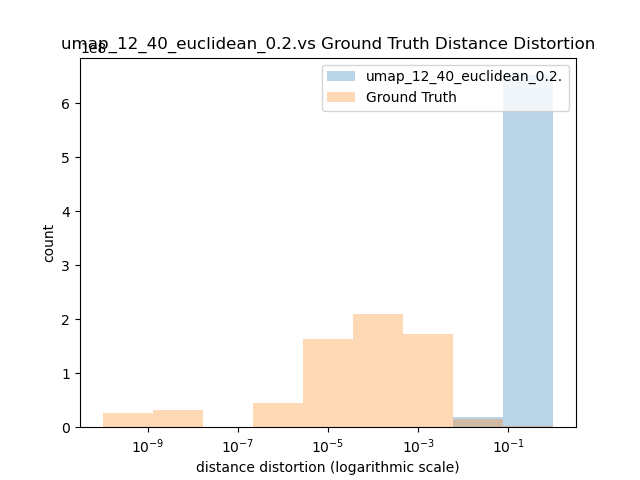 umap_12_40_euclidean_0.2.vs Ground Truth Distance Distortion
1e8
umap_12_40_euclidean_0.2.
Ground Truth
6
5
4
3
2
1
0
count
10⁻⁹ 10⁻⁷ 10⁻⁵ 10⁻³ 10⁻¹
distance distortion (logarithmic scale)